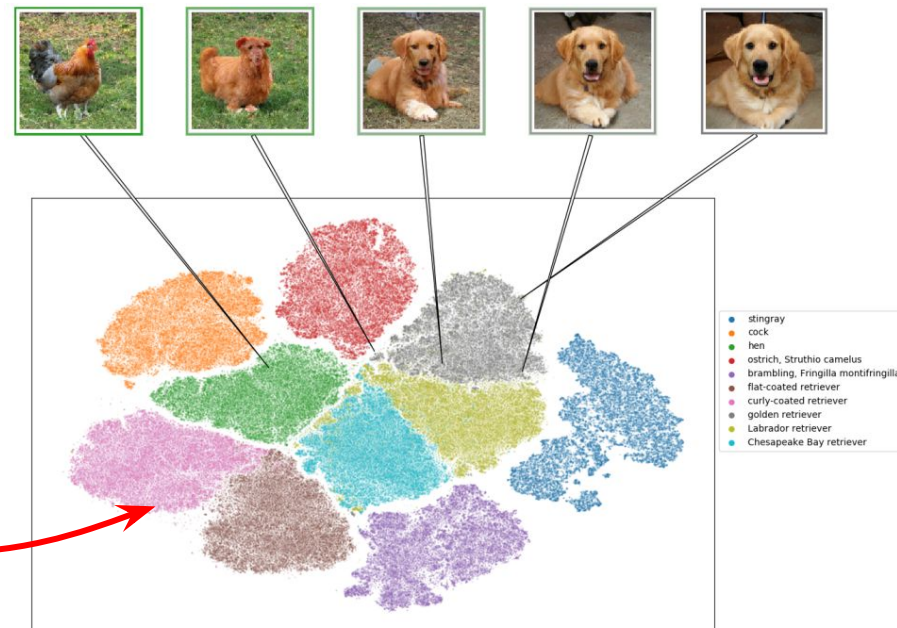 stingray
cock
hen
ostrich, Struthio camelus
brambling, Fringilla montifringilla
flat-coated retriever
curly-coated retriever
golden retriever
Labrador retriever
Chesapeake Bay retriever